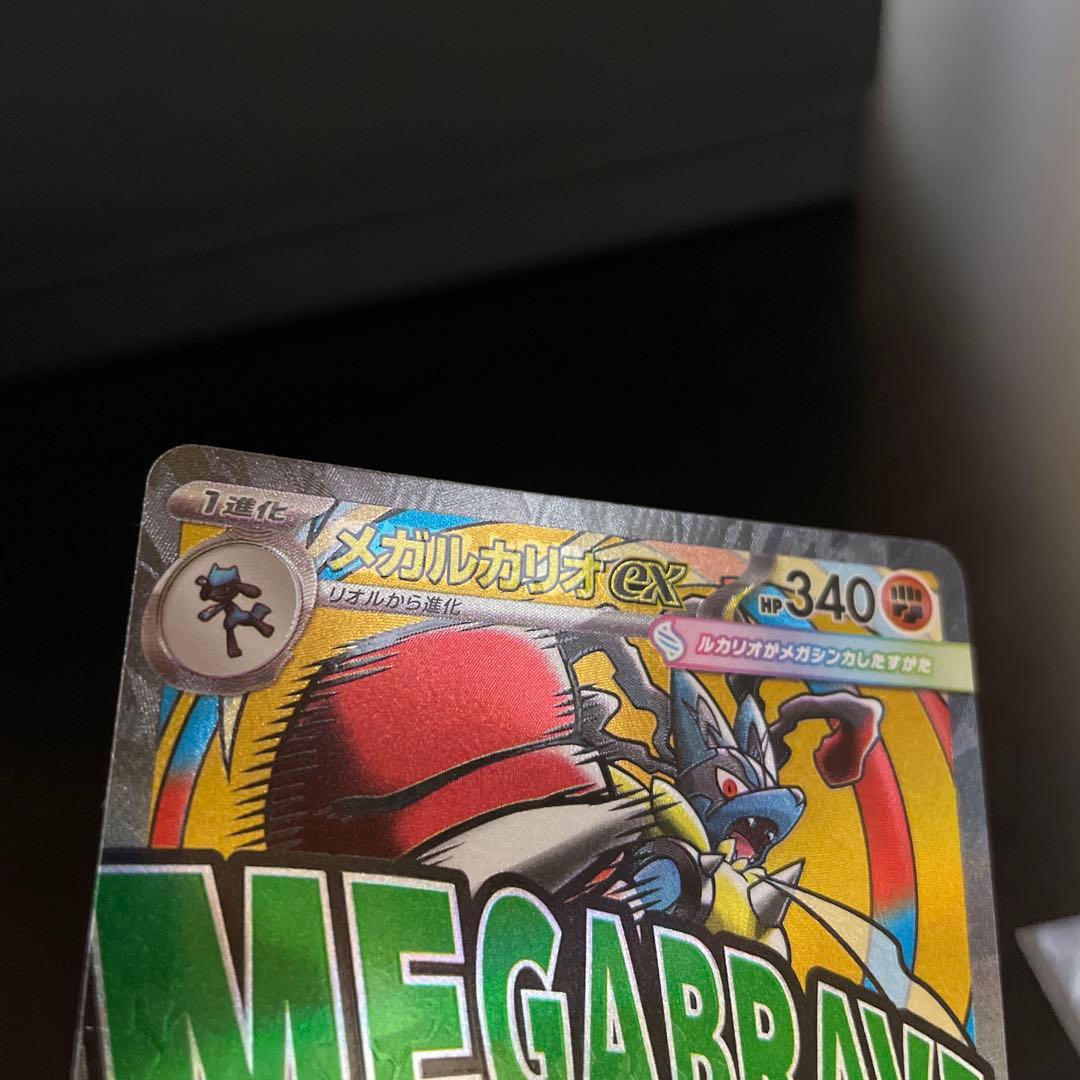 1進化
メガルカリオex
HP340
リオルから進化
ルカリオがメガシンカしたすがた
MEGABRAV